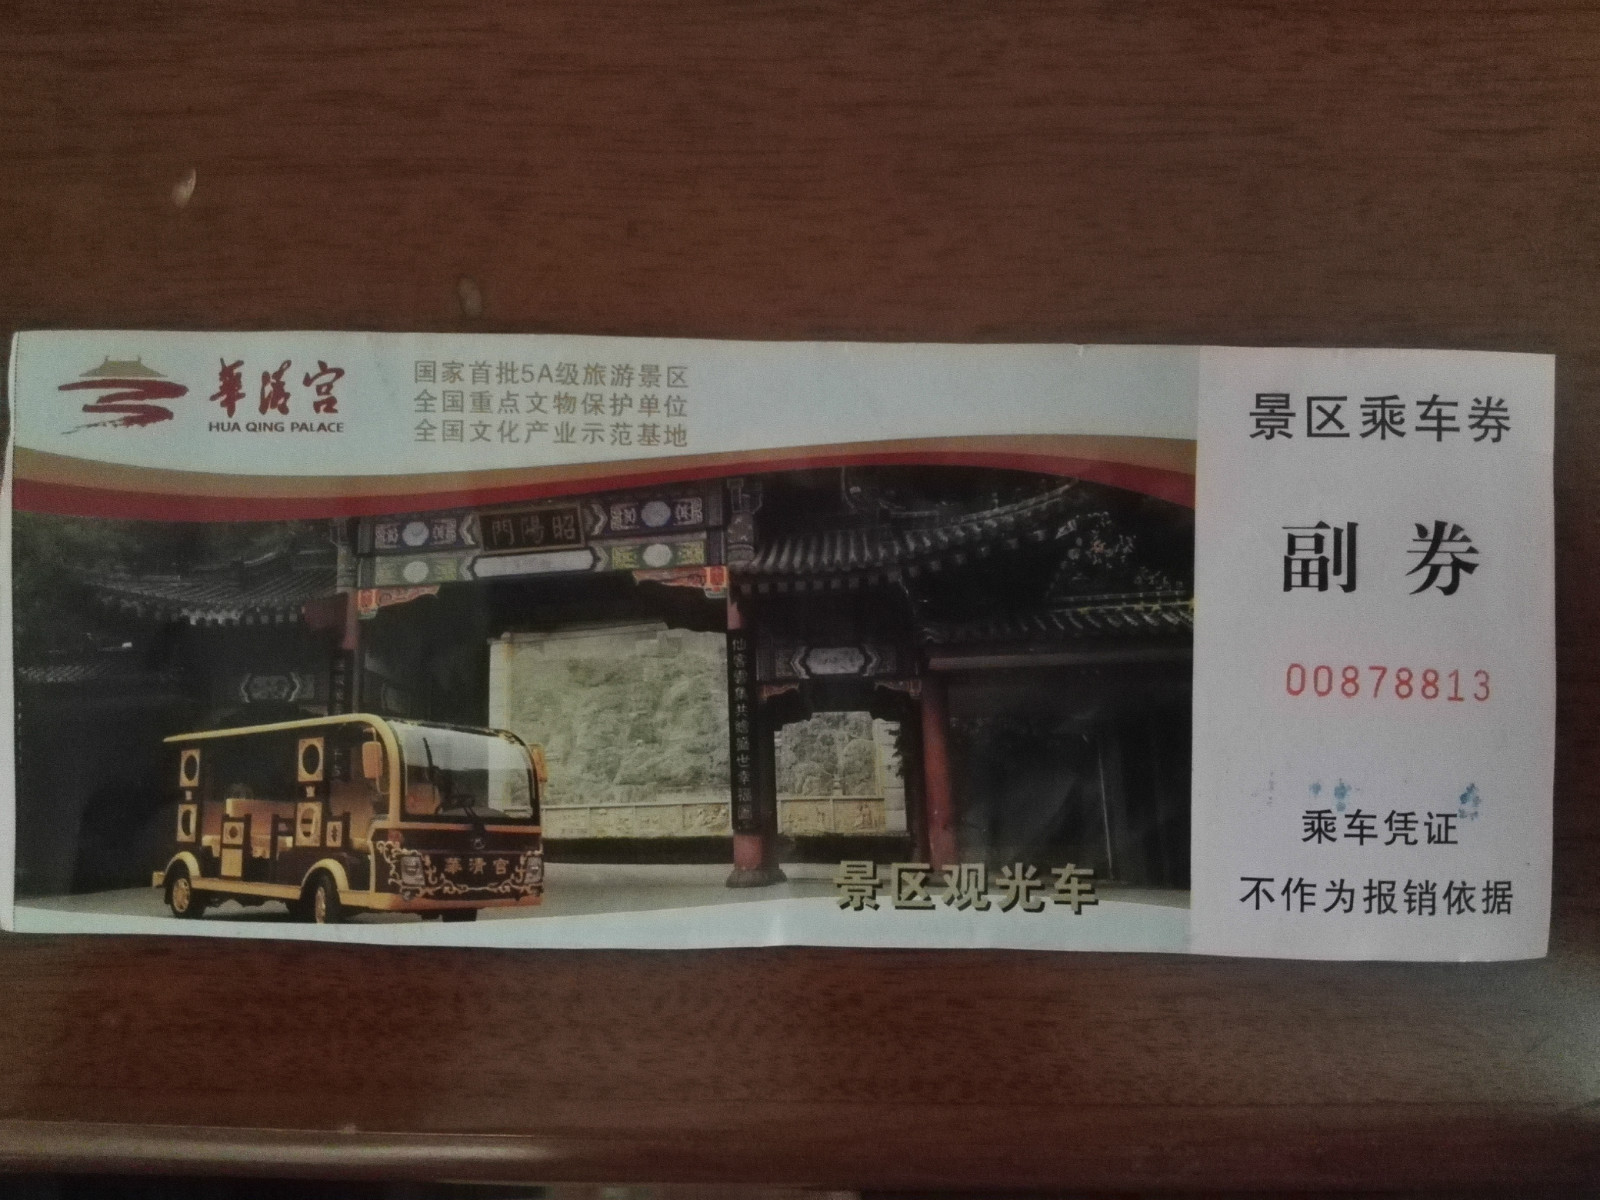 華清宫
HUA QING PALACE
国家首批5A级旅游景区
全国重点文物保护单位
全国文化产业示范基地
門陽昭
華清宫
景区观光车
景区乘车券
副券
00878813
乘车凭证
不作为报销依据